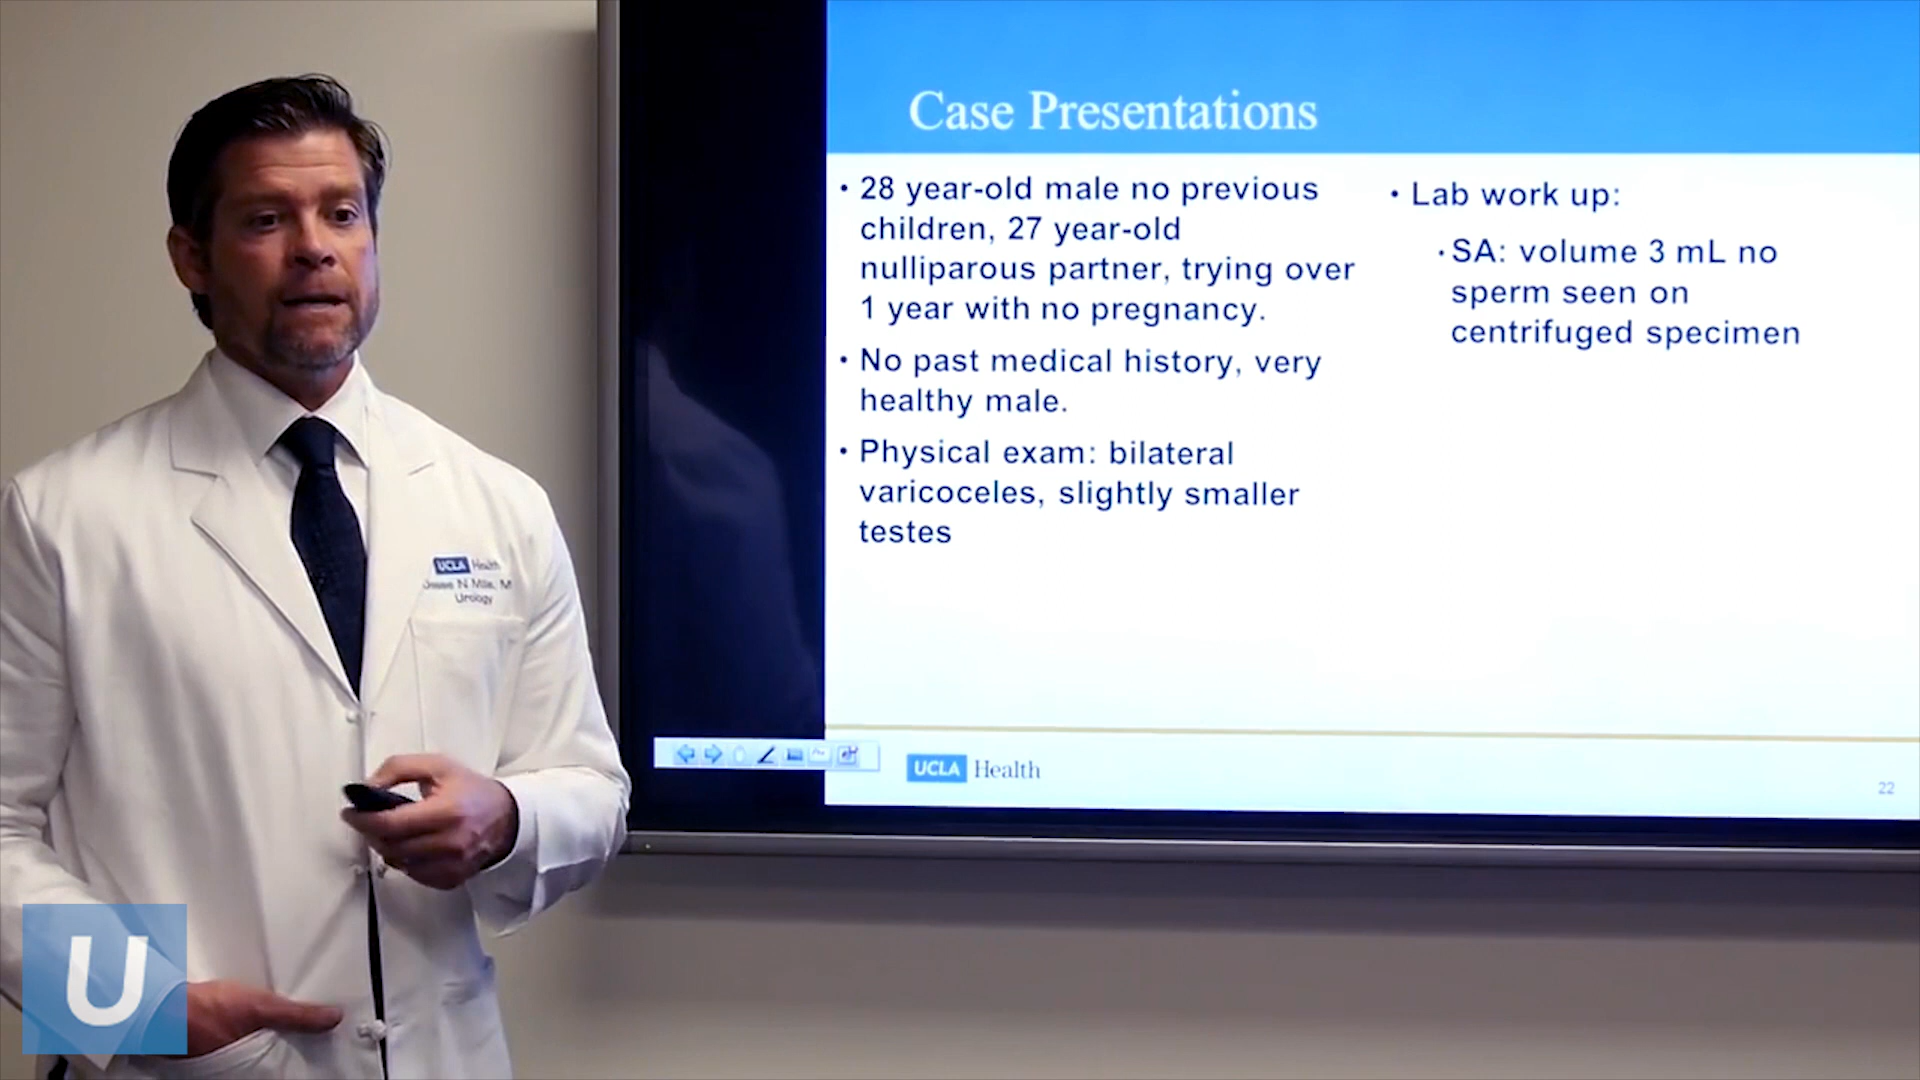 Case Presentations
• 28 year-old male no previous
children, 27 year-old
nulliparous partner, trying over
1 year with no pregnancy.
• No past medical history, very
healthy male.
• Physical exam: bilateral
varicoceles, slightly smaller
testes
• Lab work up:
• SA: volume 3 mL no
sperm seen on
centrifuged specimen
UCLA Health
22
UCLA Health
Jesse N. Mills, M
Urology
U